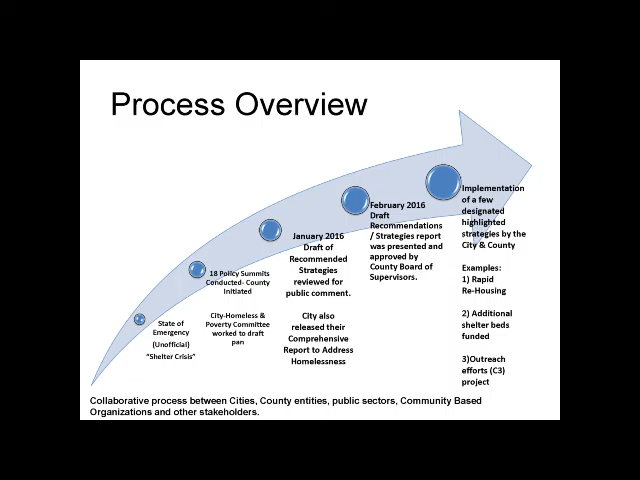 Process Overview
State of
Emergency
(Unofficial)
"Shelter Crisis"
18 Policy Summits
Conducted- County
Initiated
City-Homeless &
Poverty Committee
worked to draft
pan
January 2016
Draft of
Recommended
Strategies
reviewed for
public comment.
City also
released their
Comprehensive
Report to Address
Homelessness
February 2016
Draft
Recommendations
/ Strategies report
was presented and
approved by
County Board of
Supervisors.
Implementation
of a few
designated
highlighted
strategies by the
City & County
Examples:
1) Rapid
Re-Housing
2) Additional
shelter beds
funded
3)Outreach
efforts (C3)
project
Collaborative process between Cities, County entities, public sectors, Community Based
Organizations and other stakeholders.